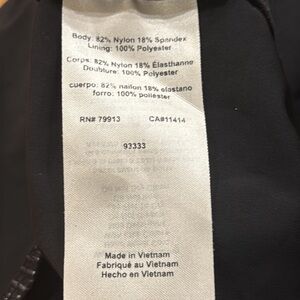 Body: 82% Nylon 18% Spandex
Lining: 100% Polyester
Corps: 82% Nylon 18% Élasthanne
Doublure: 100% Polyester
cuerpo: 82% nailon 18% elastano
forro: 100% poliéster
RN# 79913 CA#11414
93333
Made in Vietnam
Fabriqué au Vietnam
Hecho en Vietnam